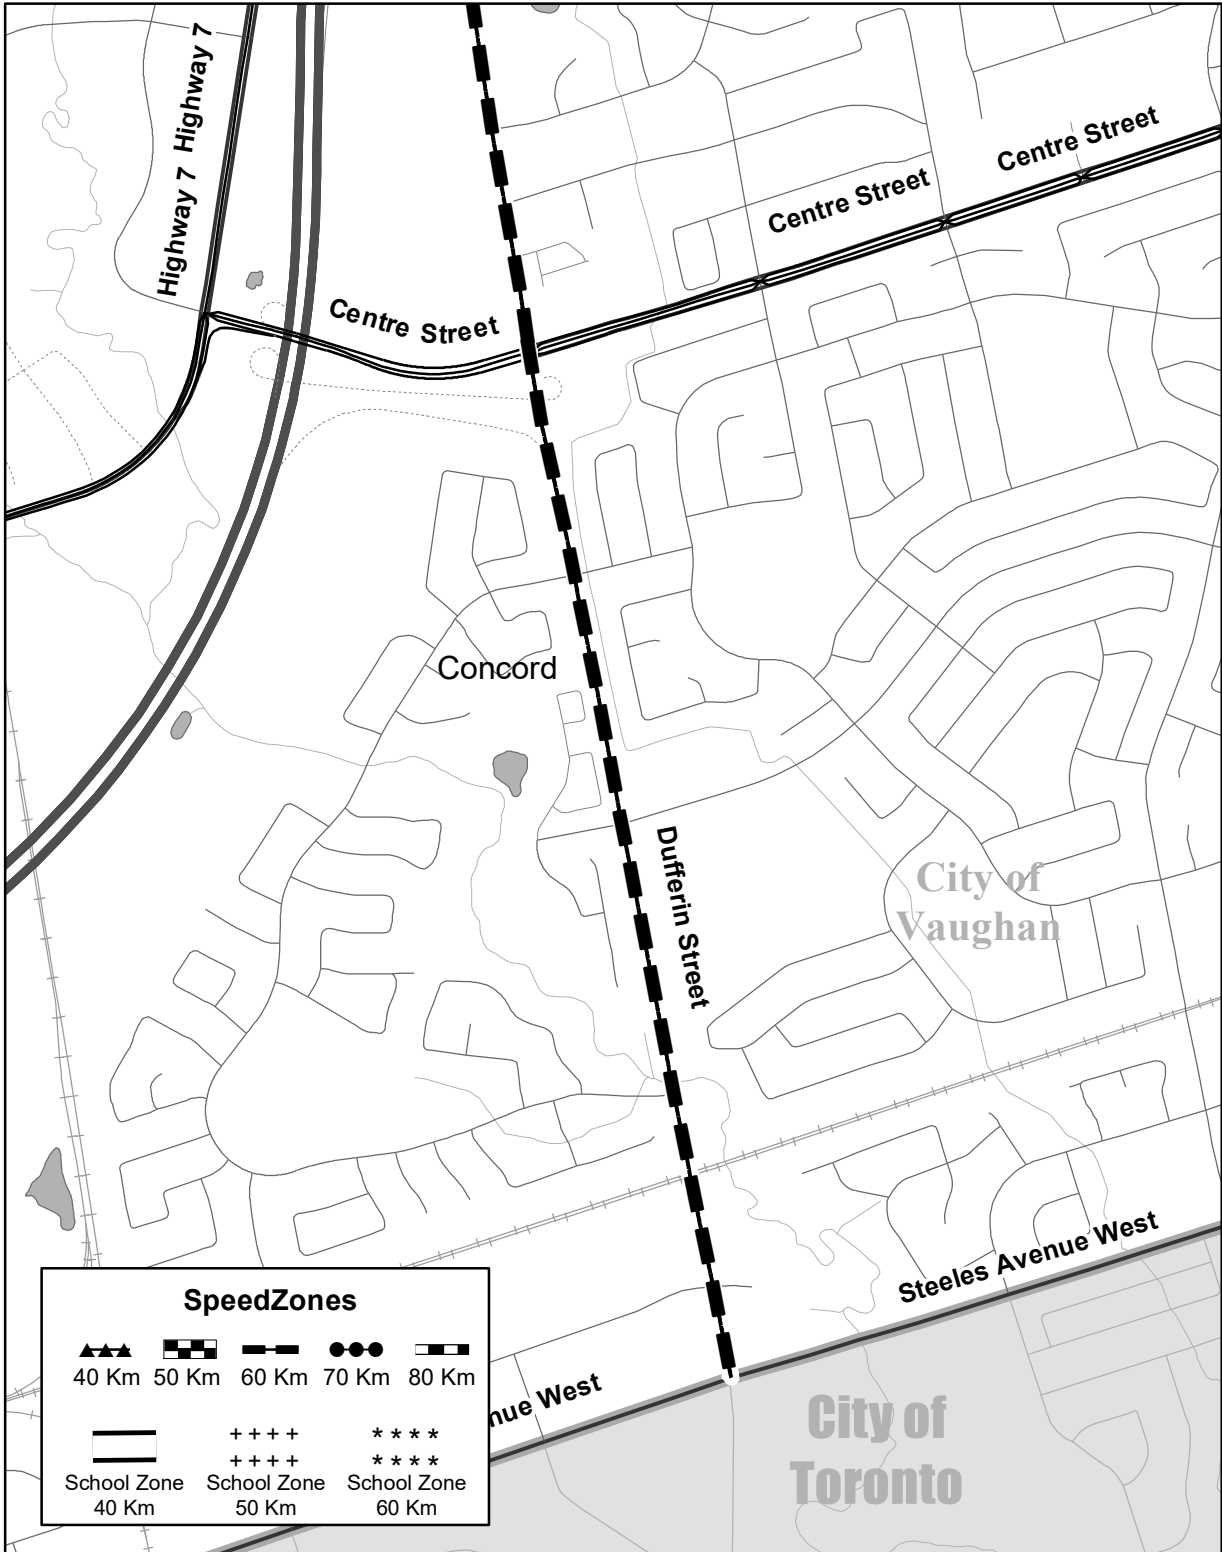 Highway 7
Highway 7
Centre Street
Centre Street
Centre Street
Concord
Dufferin Street
City of
Vaughan
Steeles Avenue West
nue West
City of
Toronto
SpeedZones
40 Km 50 Km 60 Km 70 Km 80 Km
+ + + +
* * * *
+ + + +
* * * *
School Zone School Zone School Zone
40 Km 50 Km 60 Km